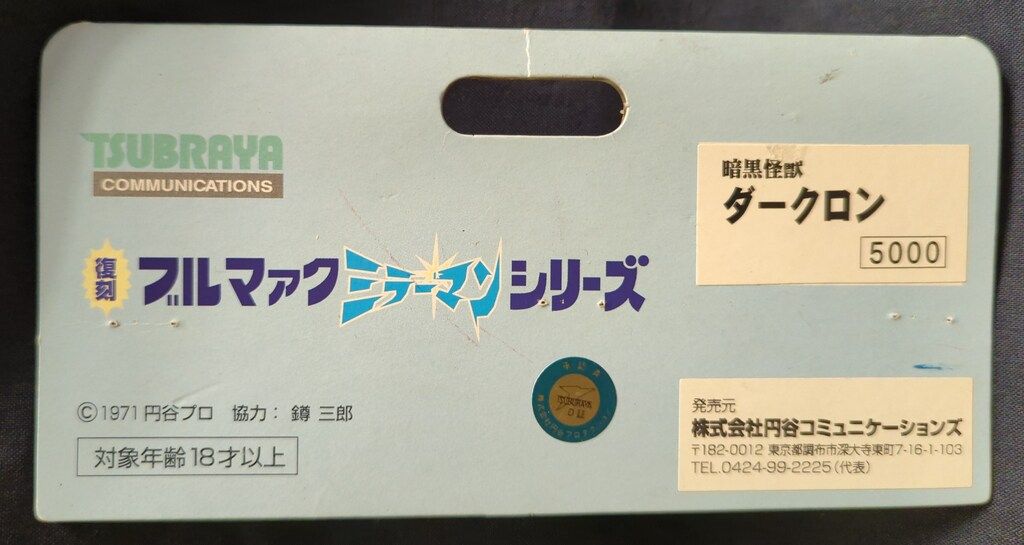 TSUBRAYA
COMMUNICATIONS
復刻
ブルマァク ミラーマン シリーズ
©1971 円谷プロ 協力： 鐏 三郎
対象年齢18才以上
暗黒怪獣
ダークロン
5000
TSUBURAYA
発売元
株式会社円谷コミュニケーションズ
〒182-0012 東京都調布市深大寺東町7-16-1-103
TEL.0424-99-2225（代表）